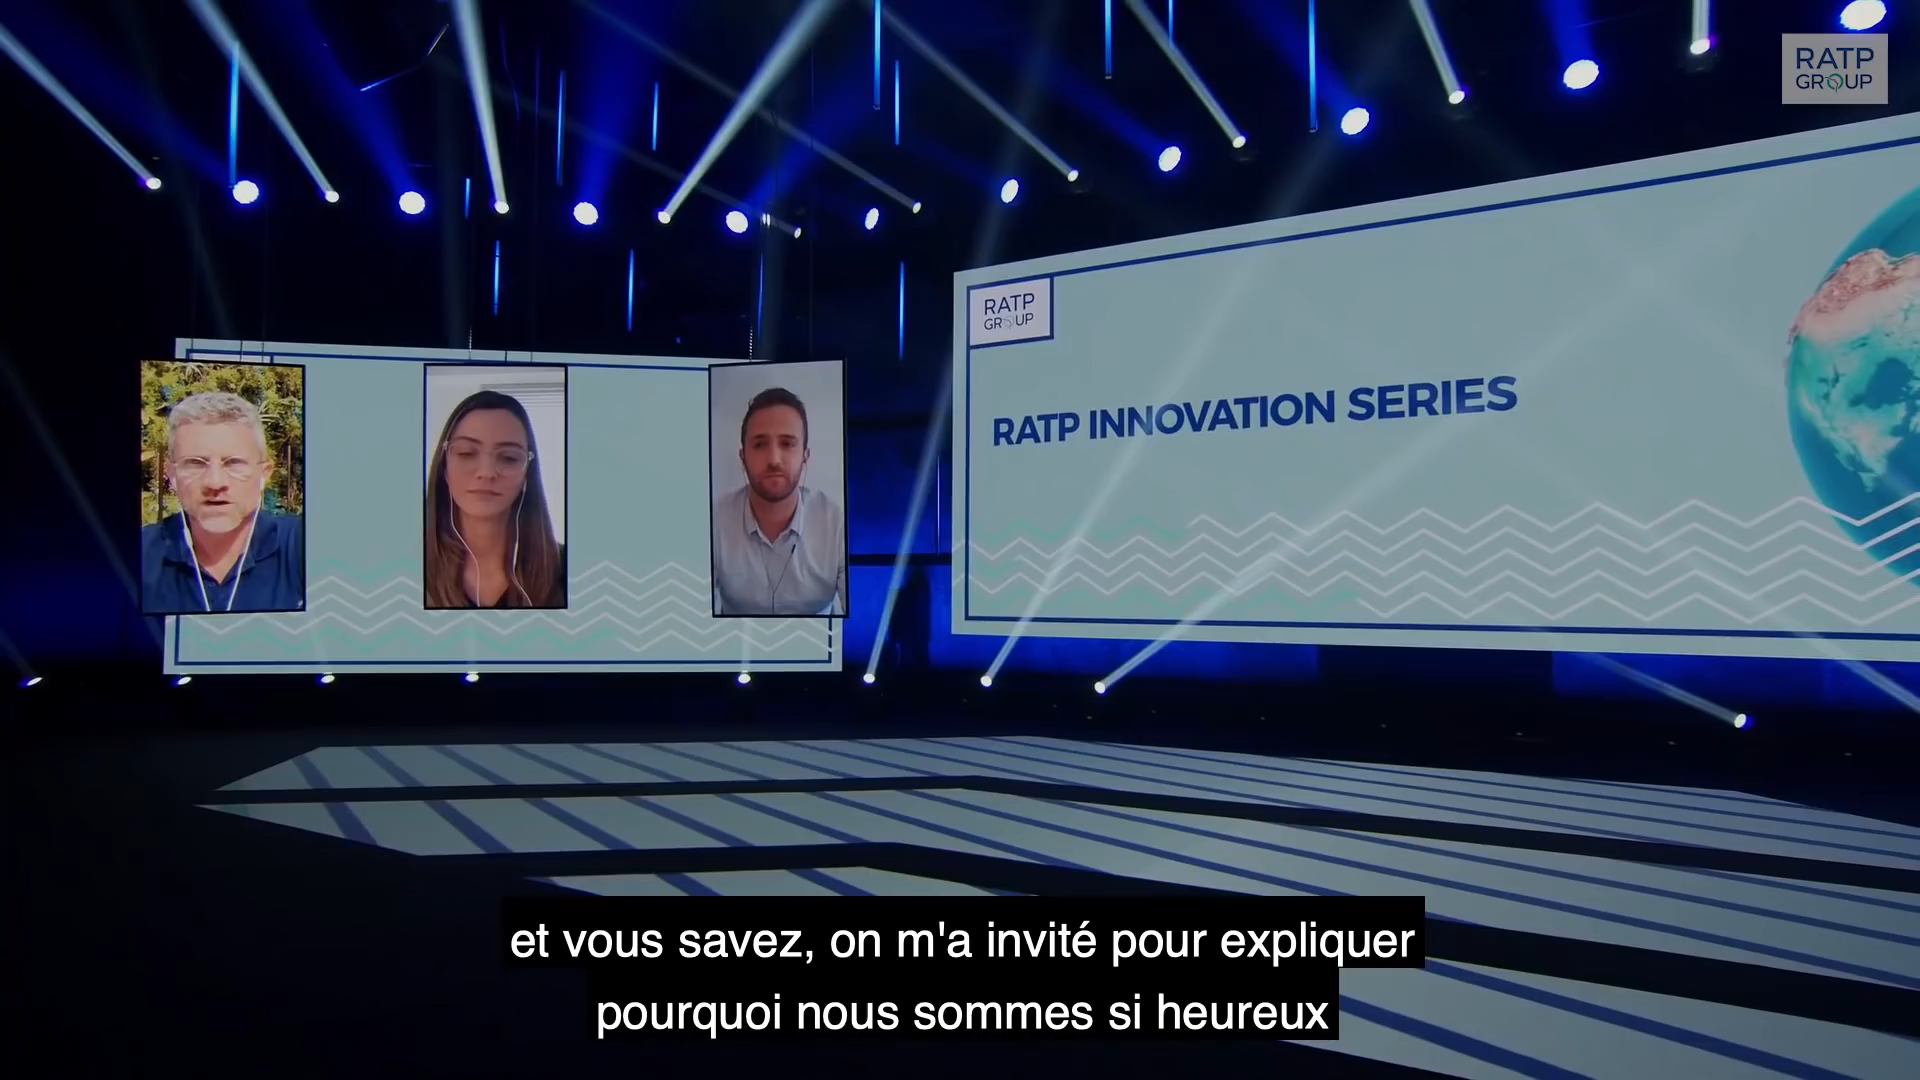 RATP
GROUP
RATP
GROUP
RATP INNOVATION SERIES
et vous savez, on m'a invité pour expliquer
pourquoi nous sommes si heureux